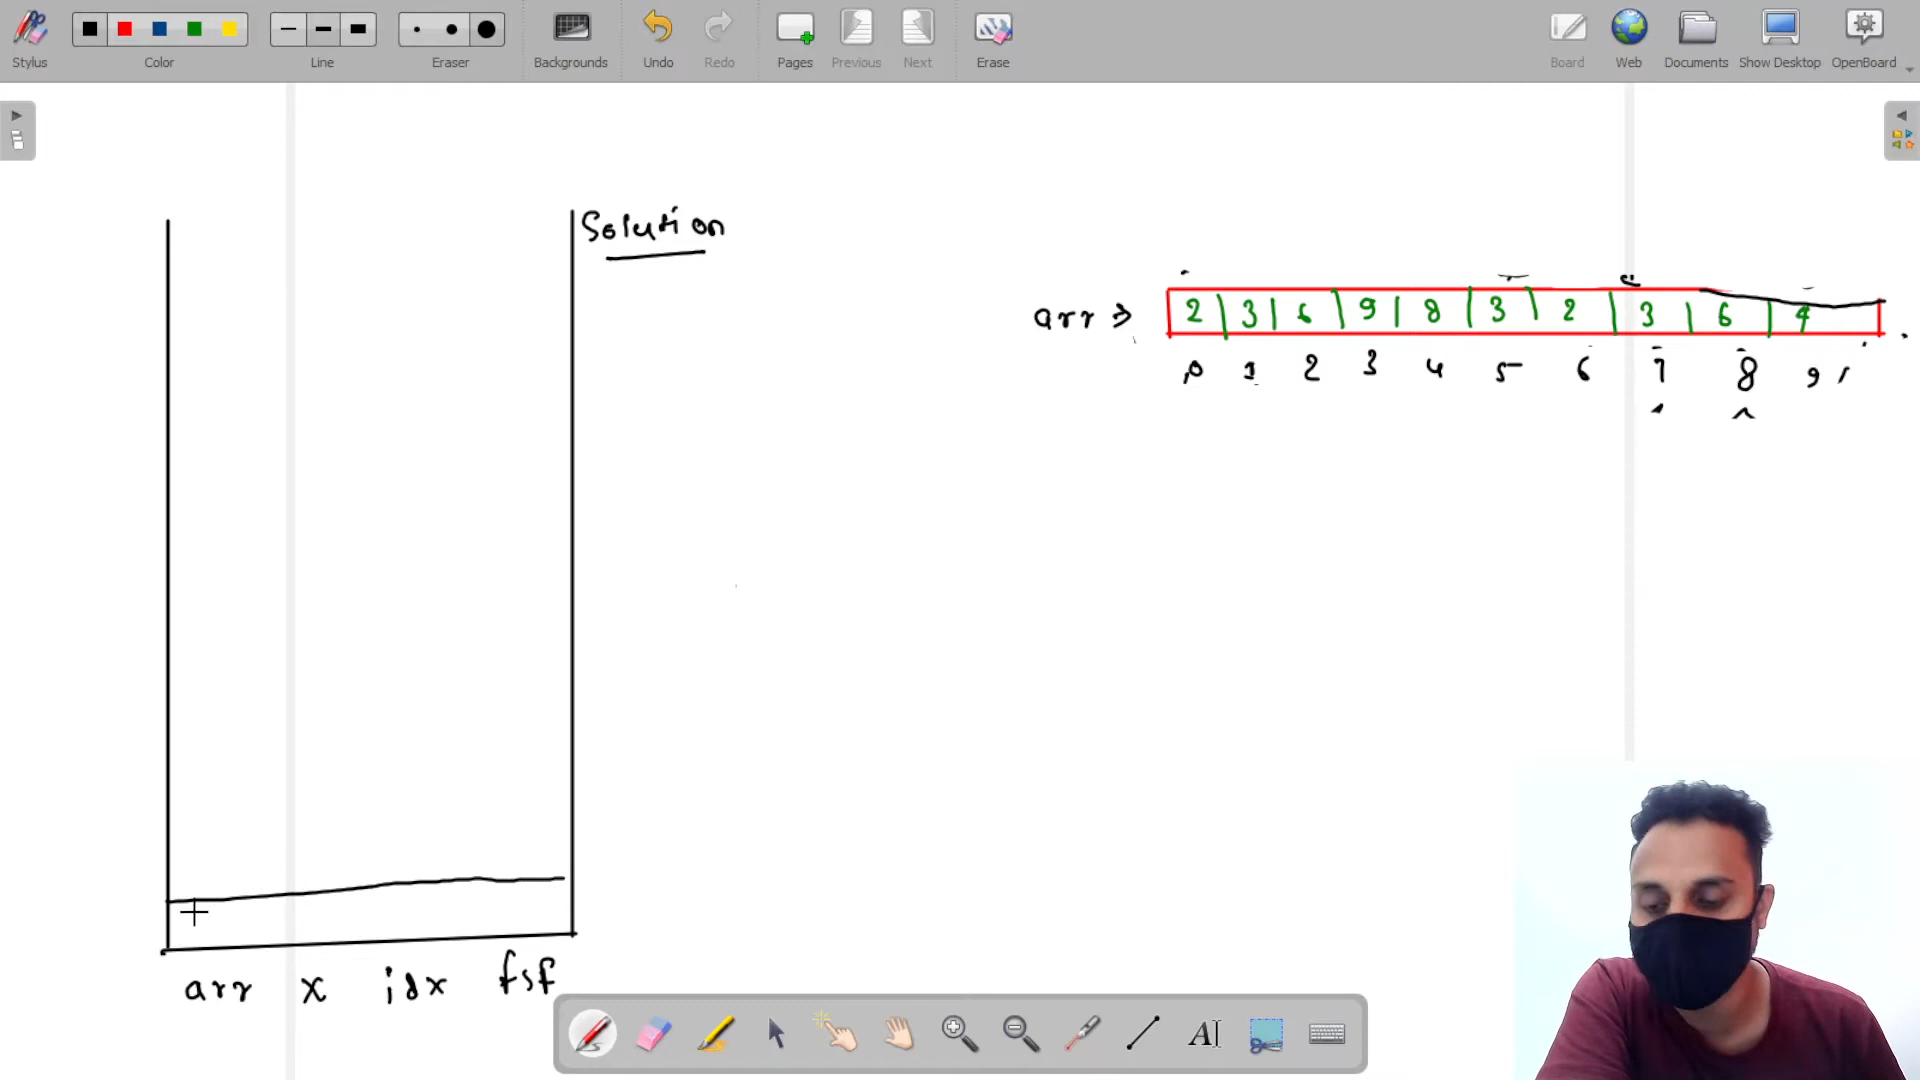 Stylus Color Line Eraser Backgrounds Undo Redo Pages Previous Next Erase Board Web Documents Show Desktop OpenBoard
Solution
arr → 2 3 6 9 8 3 2 3 6 9
0 1 2 3 4 5 6 7 8 9
arr x idx fsf